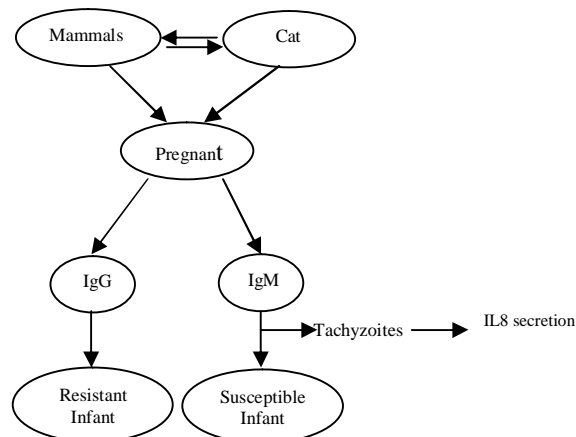 Mammals
Cat
Pregnant
IgG
IgM
Tachyzoites
IL8 secretion
Resistant
Infant
Susceptible
Infant